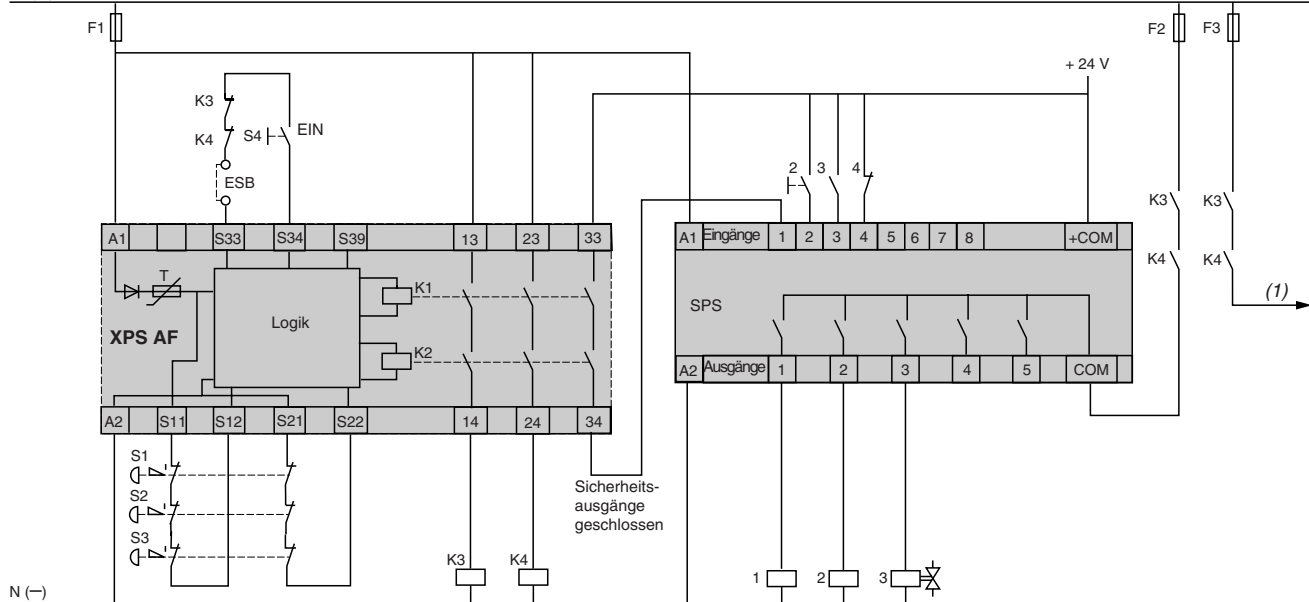 F1
F2
F3
+ 24 V
K3
K4
S4
EIN
ESB
2
3
4
K3
K3
K4
K4
(1)
A1
S33
S34
S39
13
23
33
A1
Eingänge
1
2
3
4
5
6
7
8
+COM
T
Logik
K1
K2
XPS AF
SPS
A2
S11
S12
S21
S22
14
24
34
A2
Ausgänge
1
2
3
4
5
COM
S1
S2
S3
Sicherheits-
ausgänge
geschlossen
K3
K4
1
2
3
N (–)